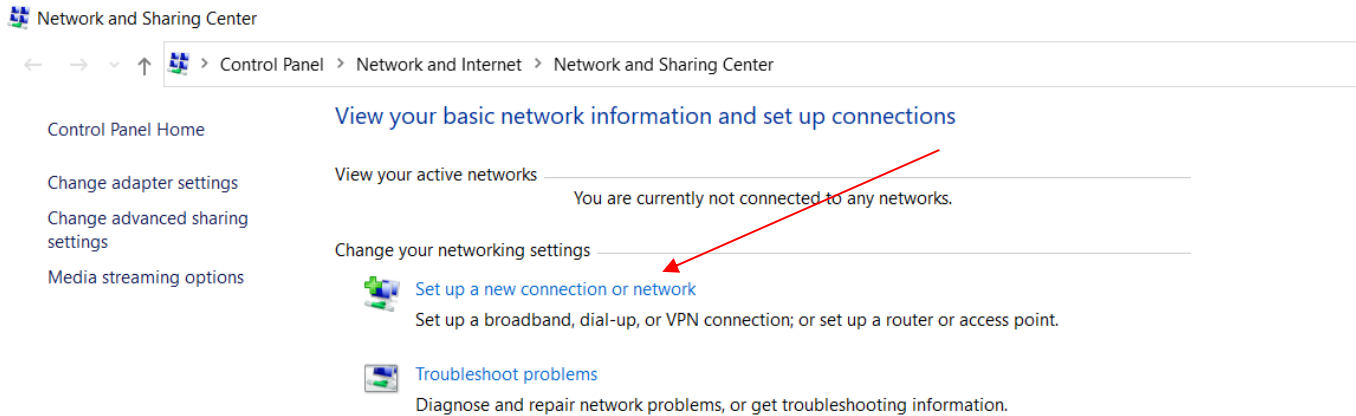 Network and Sharing Center
Control Panel > Network and Internet > Network and Sharing Center
Control Panel Home
Change adapter settings
Change advanced sharing
settings
Media streaming options
View your basic network information and set up connections
View your active networks
You are currently not connected to any networks.
Change your networking settings
Set up a new connection or network
Set up a broadband, dial-up, or VPN connection; or set up a router or access point.
Troubleshoot problems
Diagnose and repair network problems, or get troubleshooting information.